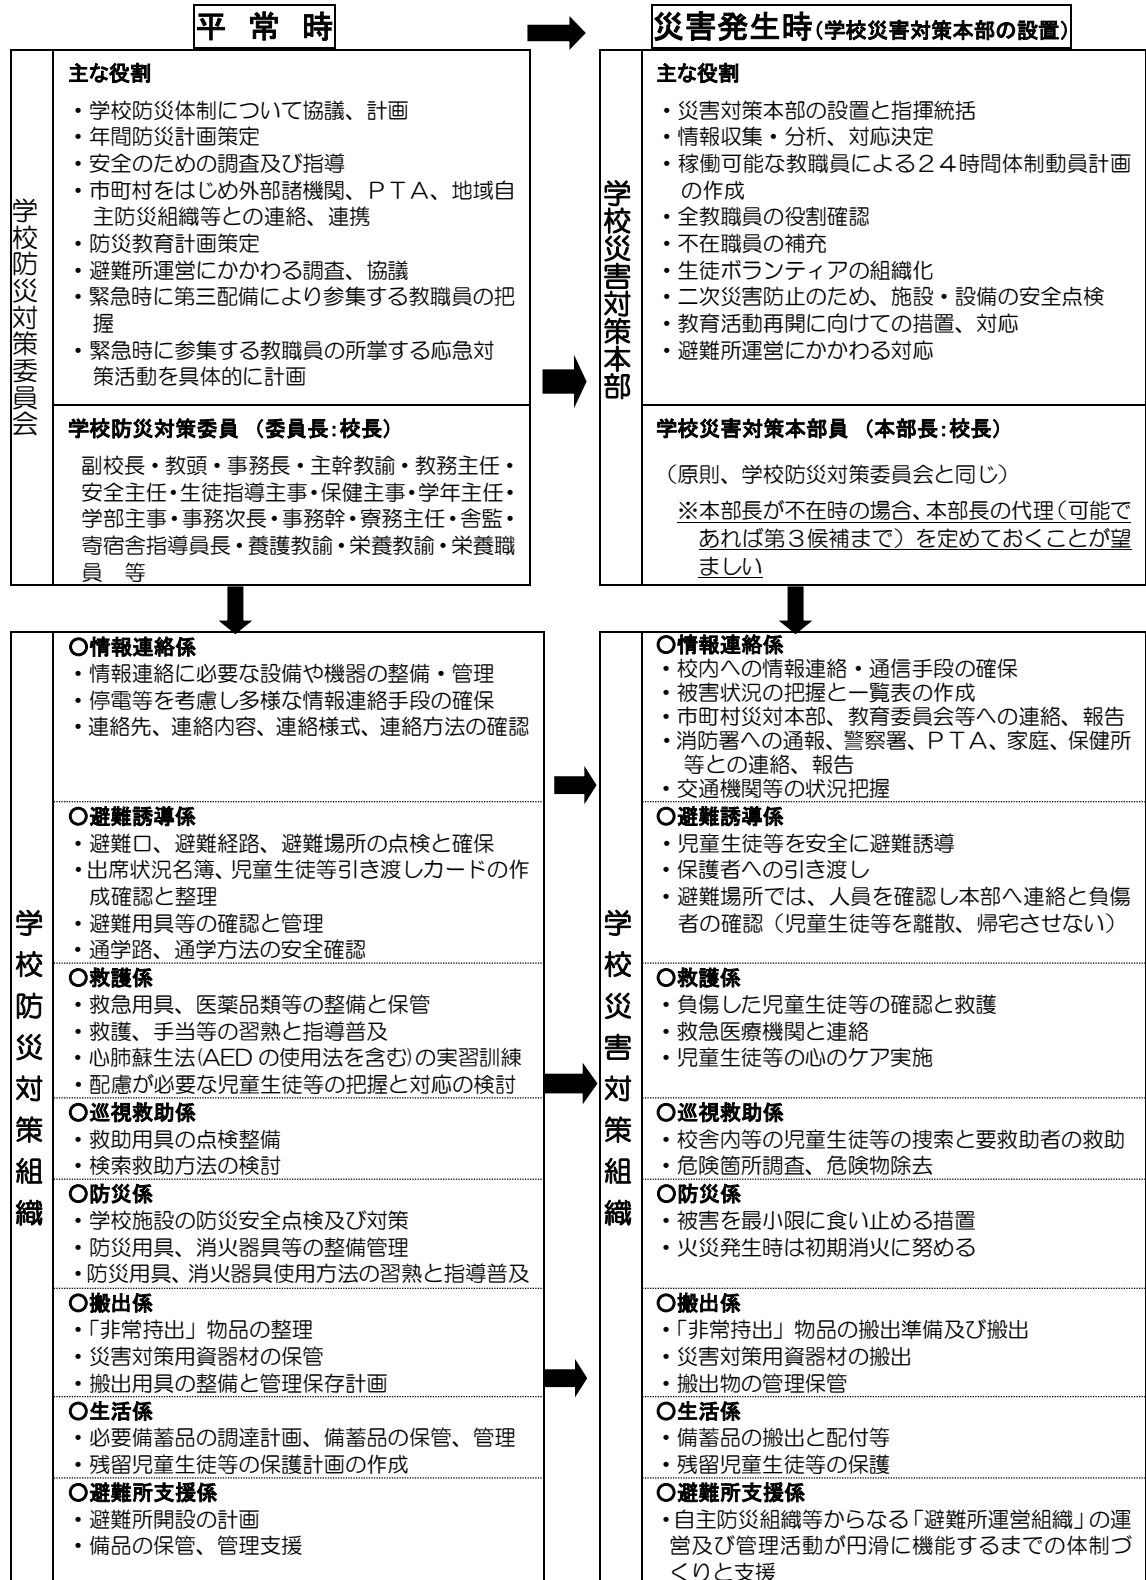 平　常　時
災害発生時(学校災害対策本部の設置)
学校防災対策委員会
主な役割
・学校防災体制について協議、計画
・年間防災計画策定
・安全のための調査及び指導
・市町村をはじめ外部諸機関、ＰＴＡ、地域自
主防災組織等との連絡、連携
・防災教育計画策定
・避難所運営にかかわる調査、協議
・緊急時に第三配備により参集する教職員の把
握
・緊急時に参集する教職員の所掌する応急対
策活動を具体的に計画
学校防災対策委員　（委員長：校長）
副校長・教頭・事務長・主幹教諭・教務主任・
安全主任・生徒指導主事・保健主事・学年主任・
学部主事・事務次長・事務幹・寮務主任・舎監・
寄宿舎指導員長・養護教諭・栄養教諭・栄養職
員　等
学校災害対策本部
主な役割
・災害対策本部の設置と指揮統括
・情報収集・分析、対応決定
・稼働可能な教職員による２４時間体制動員計画
の作成
・全教職員の役割確認
・不在職員の補充
・生徒ボランティアの組織化
・二次災害防止のため、施設・設備の安全点検
・教育活動再開に向けての措置、対応
・避難所運営にかかわる対応
学校災害対策本部員　（本部長：校長）
（原則、学校防災対策委員会と同じ）
※本部長が不在時の場合、本部長の代理（可能で
あれば第３候補まで）を定めておくことが望
ましい
学校防災対策組織
〇情報連絡係
・情報連絡に必要な設備や機器の整備・管理
・停電等を考慮し多様な情報連絡手段の確保
・連絡先、連絡内容、連絡様式、連絡方法の確認
〇避難誘導係
・避難口、避難経路、避難場所の点検と確保
・出席状況名簿、児童生徒等引き渡しカードの作
成確認と整理
・避難用具等の確認と管理
・通学路、通学方法の安全確認
〇救護係
・救急用具、医薬品類等の整備と保管
・救護、手当等の習熟と指導普及
・心肺蘇生法(AEDの使用法を含む)の実習訓練
・配慮が必要な児童生徒等の把握と対応の検討
〇巡視救助係
・救助用具の点検整備
・検索救助方法の検討
〇防災係
・学校施設の防災安全点検及び対策
・防災用具、消火器具等の整備管理
・防災用具、消火器具使用方法の習熟と指導普及
〇搬出係
・「非常持出」物品の整理
・災害対策用資器材の保管
・搬出用具の整備と管理保存計画
〇生活係
・必要備蓄品の調達計画、備蓄品の保管、管理
・残留児童生徒等の保護計画の作成
〇避難所支援係
・避難所開設の計画
・備品の保管、管理支援
学校災害対策組織
〇情報連絡係
・校内への情報連絡・通信手段の確保
・被害状況の把握と一覧表の作成
・市町村災対本部、教育委員会等への連絡、報告
・消防署への通報、警察署、ＰＴＡ、家庭、保健所
等との連絡、報告
・交通機関等の状況把握
〇避難誘導係
・児童生徒等を安全に避難誘導
・保護者への引き渡し
・避難場所では、人員を確認し本部へ連絡と負傷
者の確認（児童生徒等を離散、帰宅させない）
〇救護係
・負傷した児童生徒等の確認と救護
・救急医療機関と連絡
・児童生徒等の心のケア実施
〇巡視救助係
・校舎内等の児童生徒等の捜索と要救助者の救助
・危険箇所調査、危険物除去
〇防災係
・被害を最小限に食い止める措置
・火災発生時は初期消火に努める
〇搬出係
・「非常持出」物品の搬出準備及び搬出
・災害対策用資器材の搬出
・搬出物の管理保管
〇生活係
・備蓄品の搬出と配付等
・残留児童生徒等の保護
〇避難所支援係
・自主防災組織等からなる「避難所運営組織」の運
営及び管理活動が円滑に機能するまでの体制づ
くりと支援